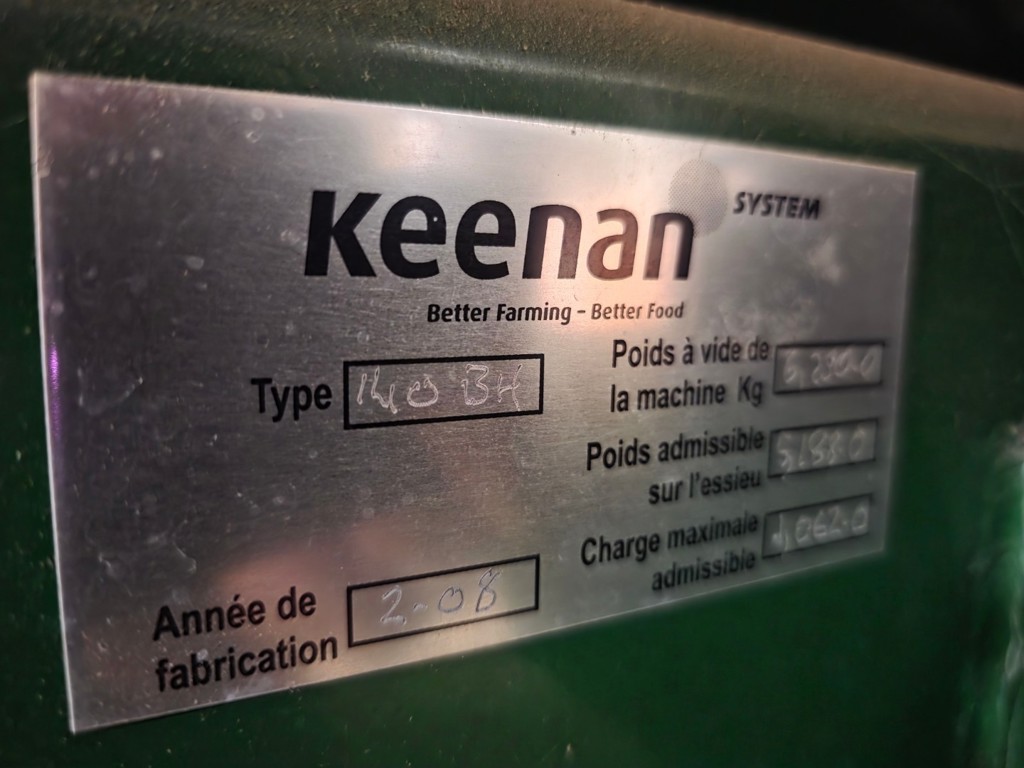 Keenan SYSTEM
Better Farming - Better Food
Type 140 BH
Poids à vide de
la machine Kg
Poids admissible
sur l'essieu
Charge maximale
admissible
Année de
fabrication 2-08